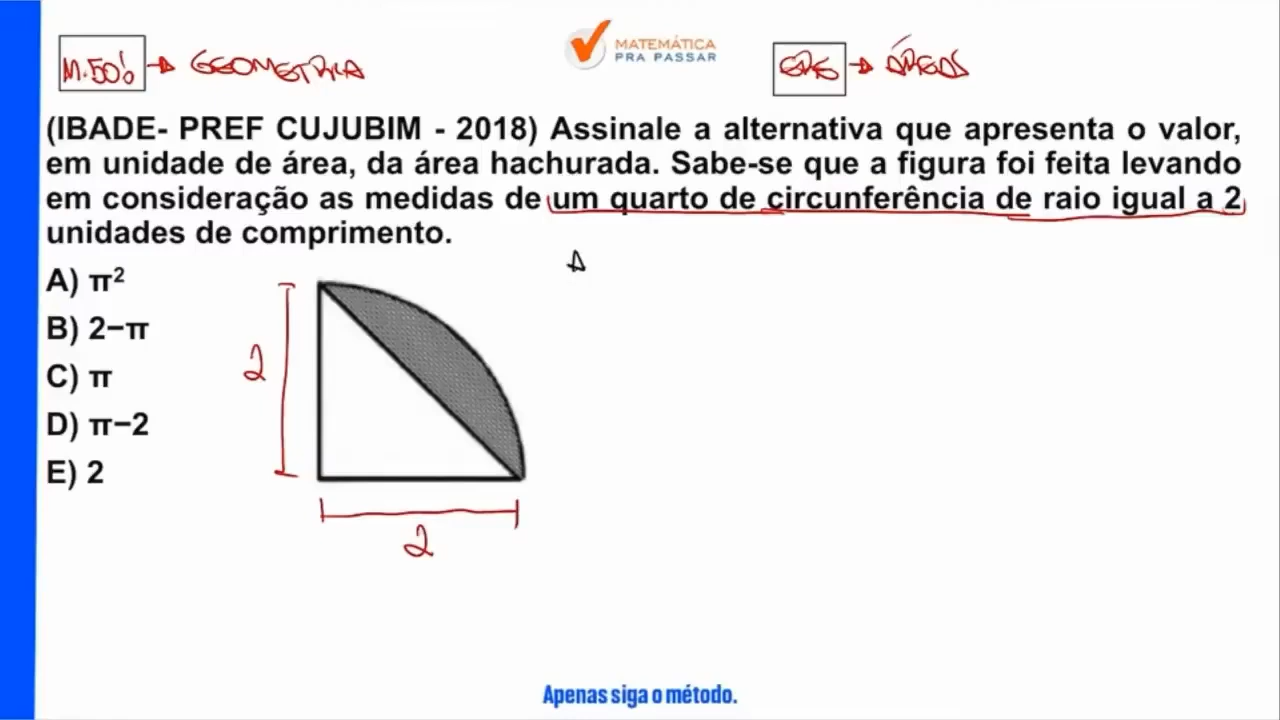 M.50% → GEOMETRIA
MATEMÁTICA
PRA PASSAR
→ ÁREAS
(IBADE- PREF CUJUBIM - 2018) Assinale a alternativa que apresenta o valor,
em unidade de área, da área hachurada. Sabe-se que a figura foi feita levando
em consideração as medidas de um quarto de circunferência de raio igual a 2
unidades de comprimento.
A) π²
B) 2−π
C) π
D) π−2
E) 2
2
2
Apenas siga o método.